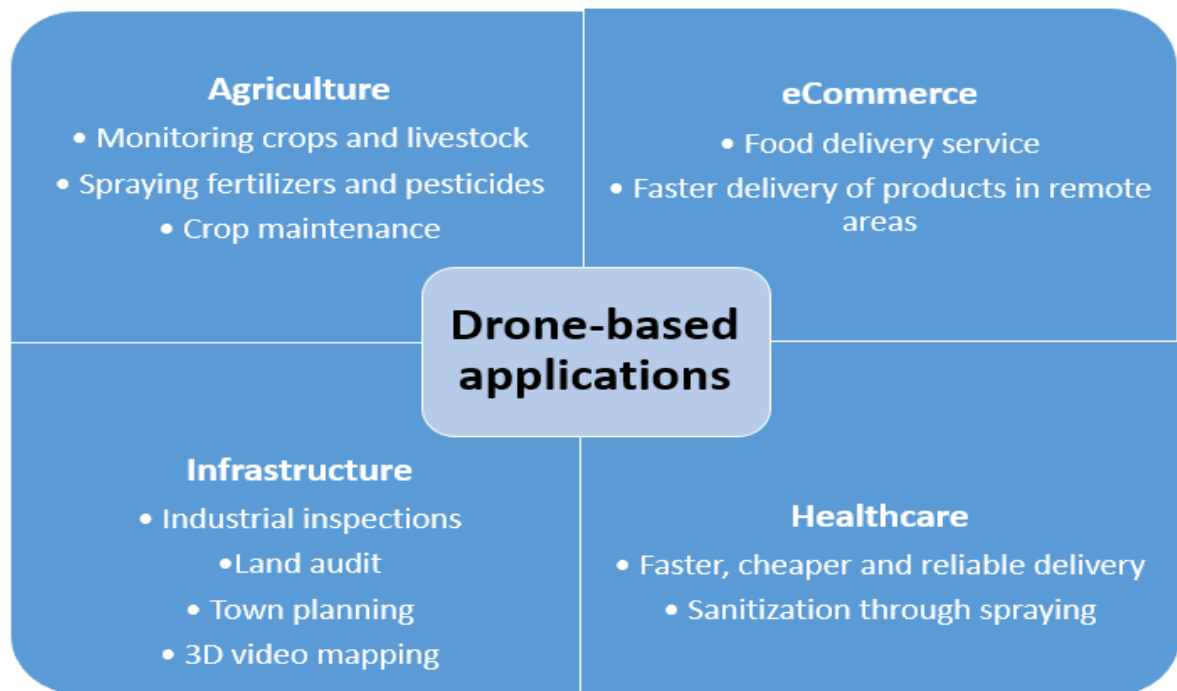 Agriculture
• Monitoring crops and livestock
• Spraying fertilizers and pesticides
• Crop maintenance
eCommerce
• Food delivery service
• Faster delivery of products in remote
areas
Drone-based
applications
Infrastructure
• Industrial inspections
•Land audit
• Town planning
• 3D video mapping
Healthcare
• Faster, cheaper and reliable delivery
• Sanitization through spraying